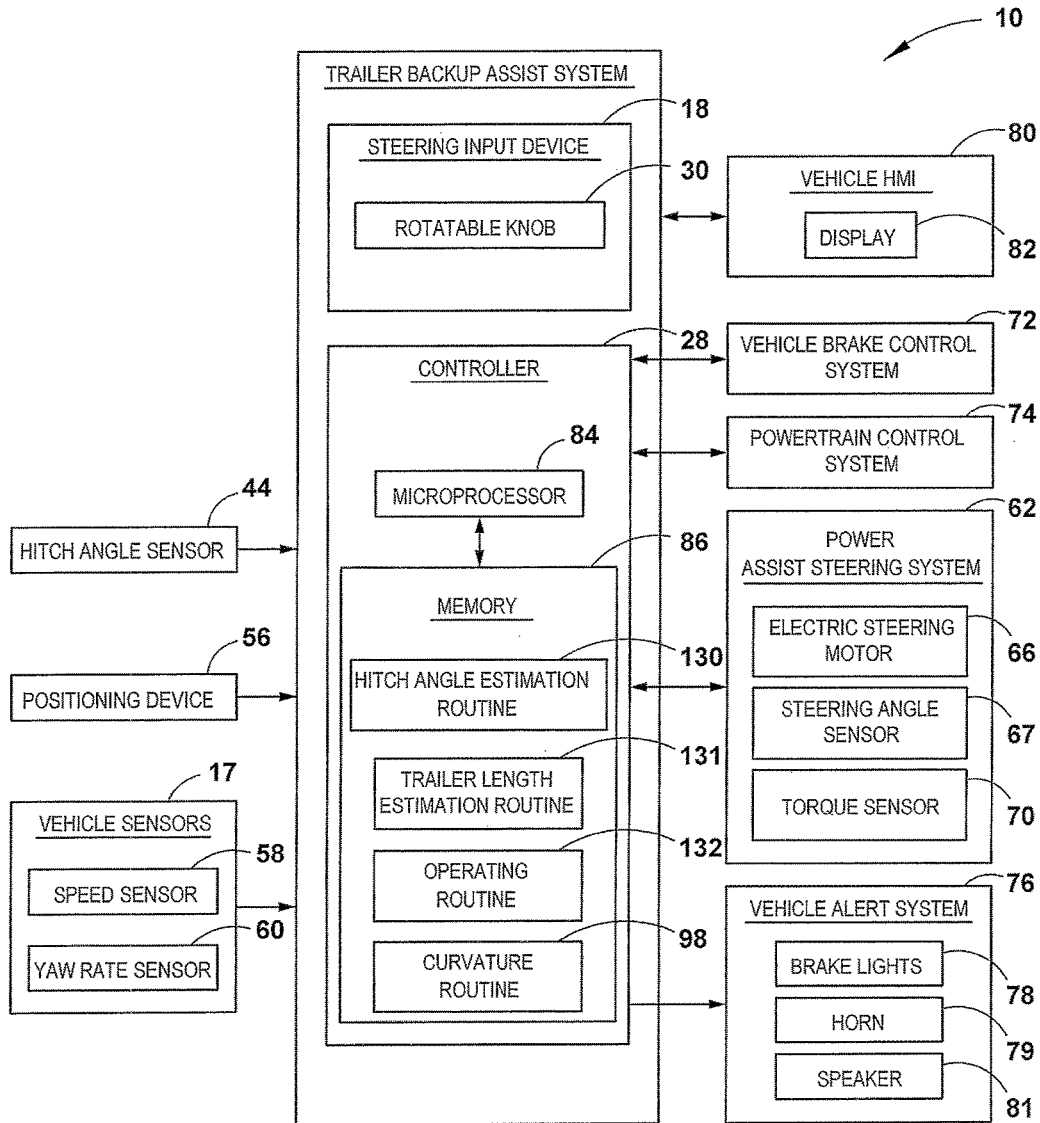 10
TRAILER BACKUP ASSIST SYSTEM
18
STEERING INPUT DEVICE
30
ROTATABLE KNOB
28
CONTROLLER
84
MICROPROCESSOR
86
MEMORY
130
HITCH ANGLE ESTIMATION
ROUTINE
131
TRAILER LENGTH
ESTIMATION ROUTINE
132
OPERATING
ROUTINE
98
CURVATURE
ROUTINE
44
HITCH ANGLE SENSOR
56
POSITIONING DEVICE
17
VEHICLE SENSORS
58
SPEED SENSOR
60
YAW RATE SENSOR
80
VEHICLE HMI
DISPLAY
82
72
VEHICLE BRAKE CONTROL
SYSTEM
74
POWERTRAIN CONTROL
SYSTEM
62
POWER
ASSIST STEERING SYSTEM
ELECTRIC STEERING
MOTOR
66
STEERING ANGLE
SENSOR
67
TORQUE SENSOR
70
76
VEHICLE ALERT SYSTEM
BRAKE LIGHTS
78
HORN
79
SPEAKER
81